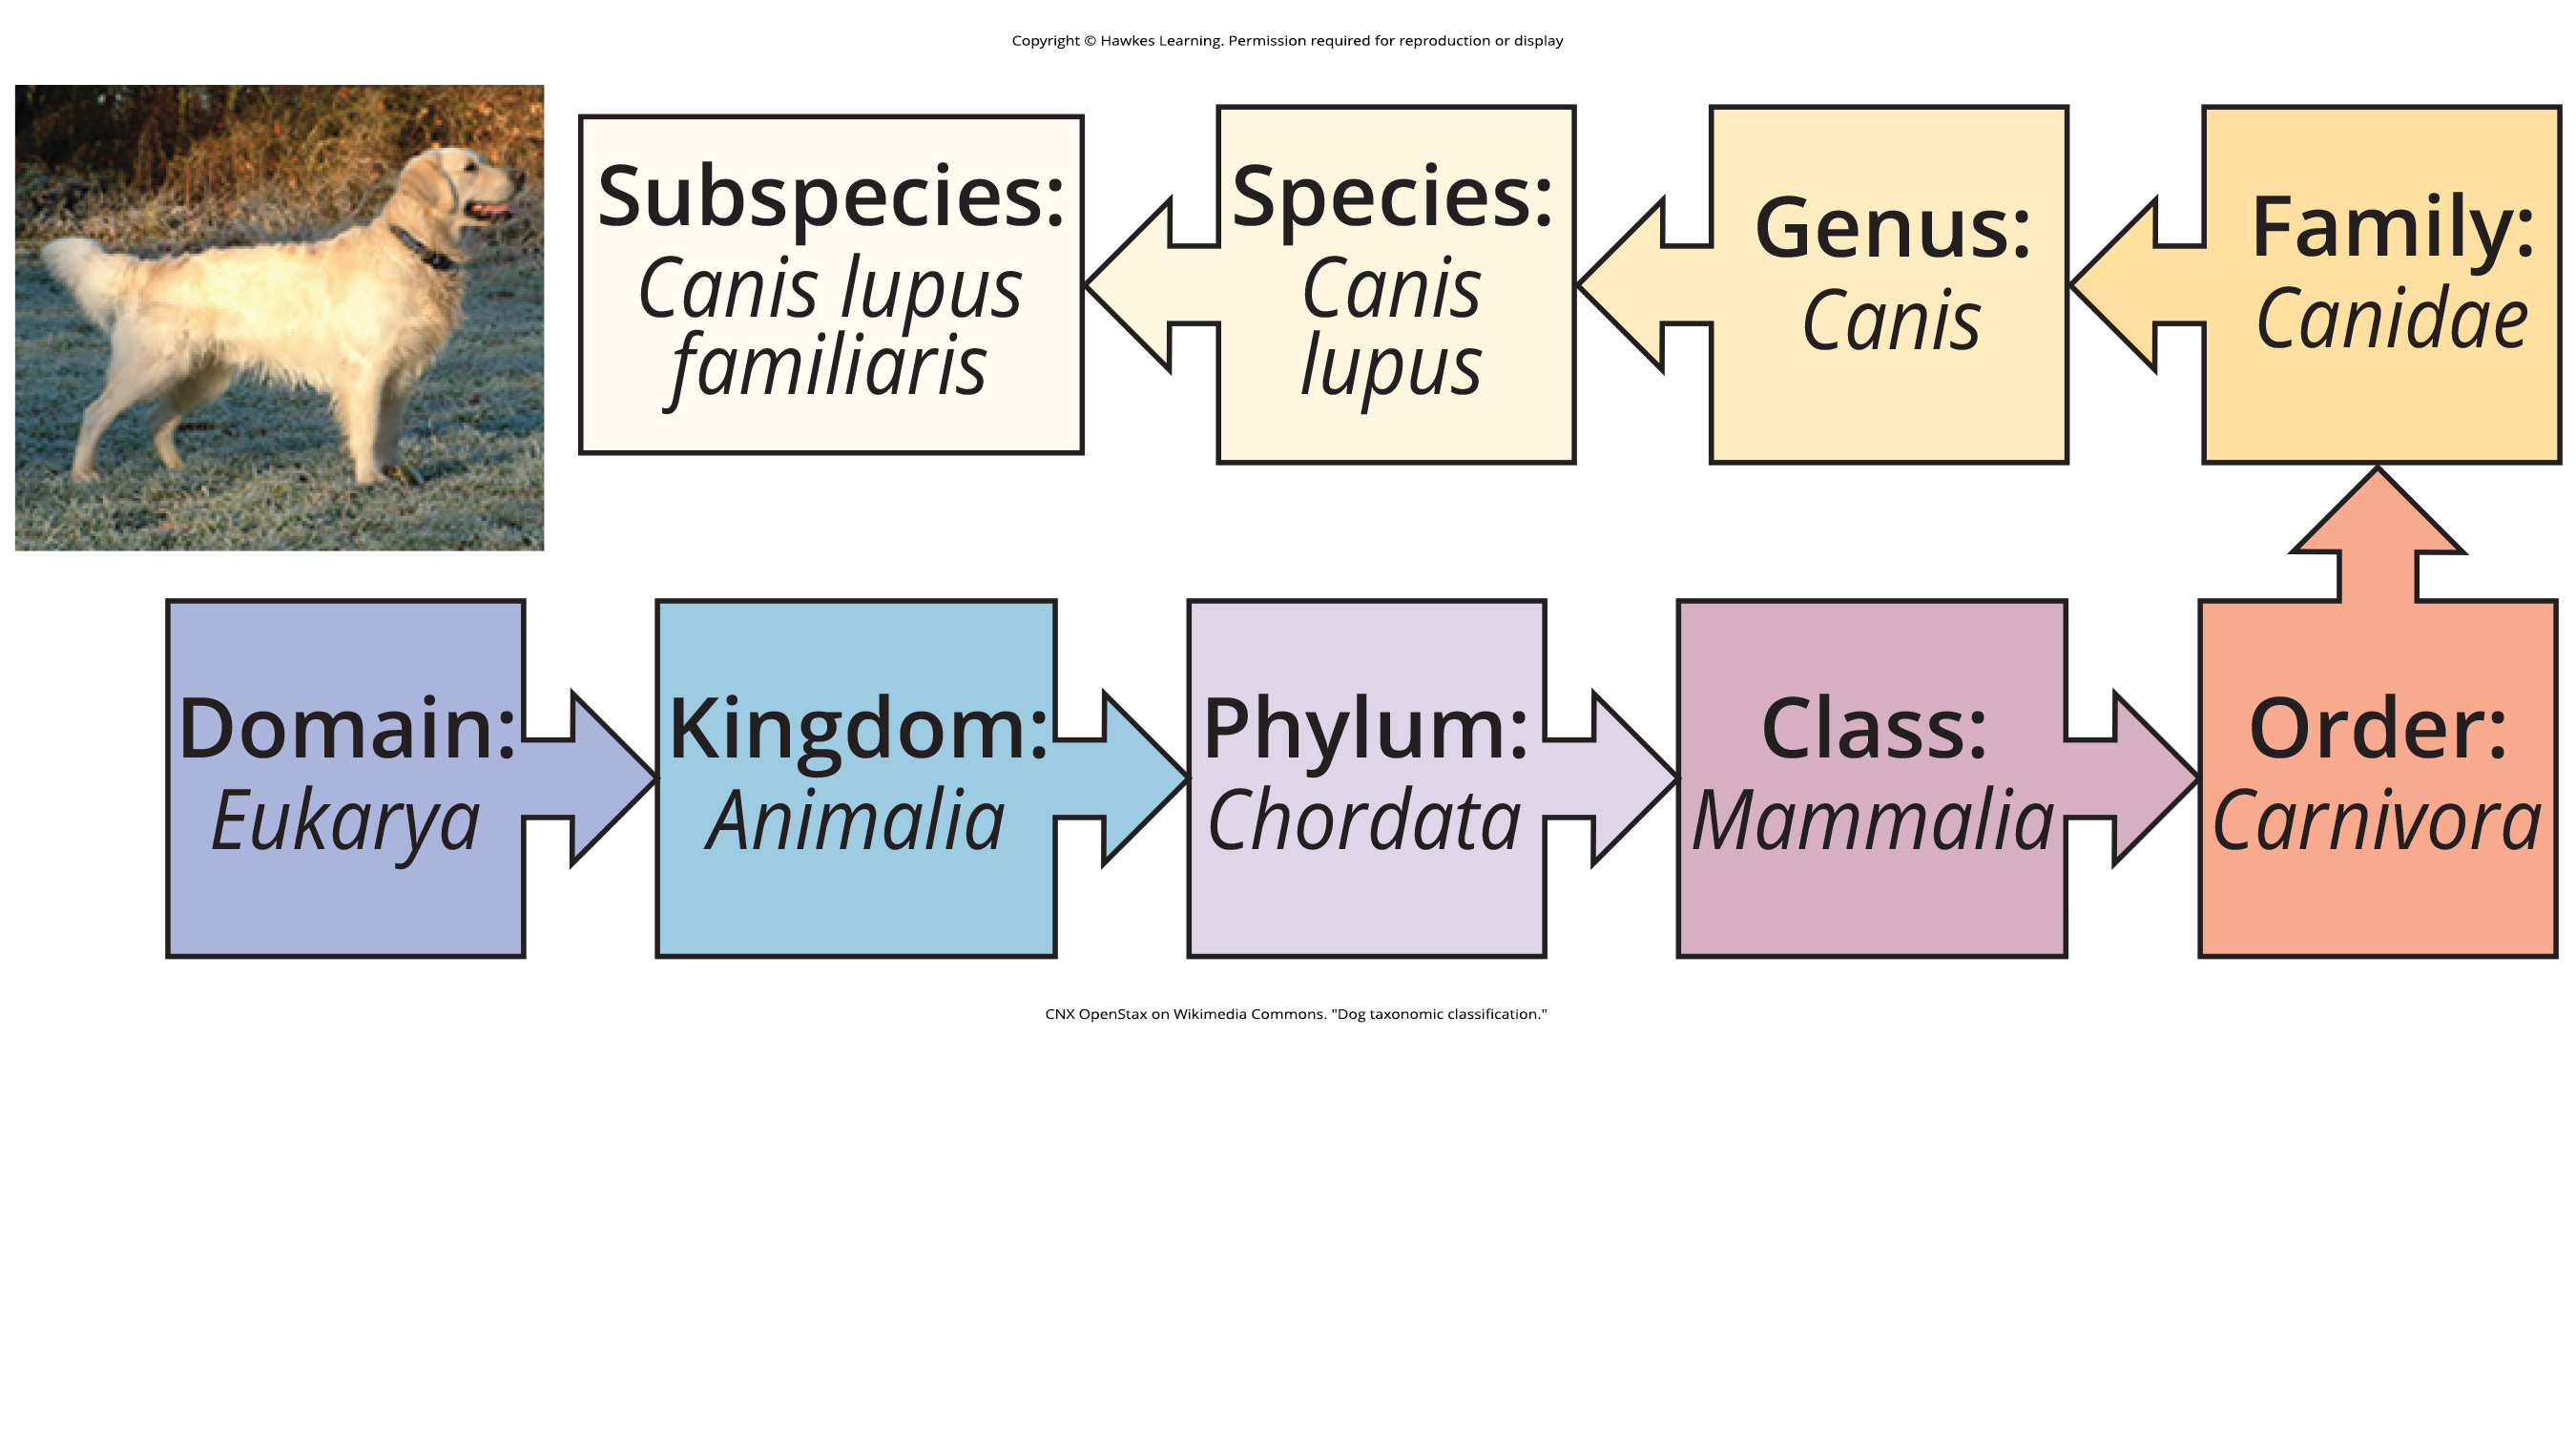 Copyright © Hawkes Learning. Permission required for reproduction or display
Subspecies:
Canis lupus
familiaris
Species:
Canis
lupus
Genus:
Canis
Family:
Canidae
Domain:
Eukarya
Kingdom:
Animalia
Phylum:
Chordata
Class:
Mammalia
Order:
Carnivora
CNX OpenStax on Wikimedia Commons. "Dog taxonomic classification."